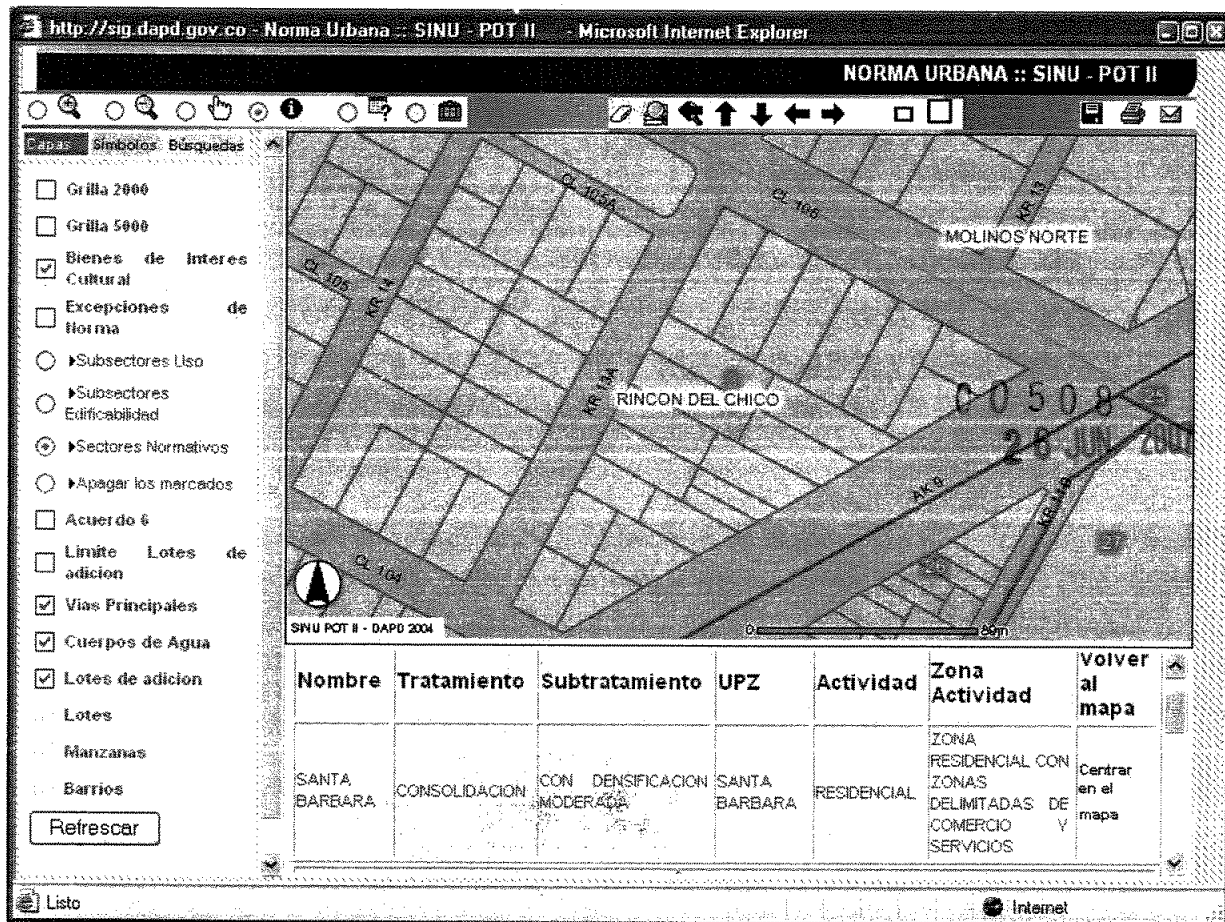 http://sig.dapd.gov.co - Norma Urbana :: SINU - POT II - Microsoft Internet Explorer
NORMA URBANA :: SINU - POT II
Capas Símbolos Búsquedas
Grilla 2000
Grilla 5000
Bienes de Interes
Cultural
Excepciones de
Norma
Subsectores Uso
Subsectores
Edificabilidad
Sectores Normativos
Apagar los marcados
Acuerdo 6
Limite Lotes de
adicion
Vias Principales
Cuerpos de Agua
Lotes de adicion
Lotes
Manzanas
Barrios
Refrescar
CL 105A
CL 106
KR 13
MOLINOS NORTE
CL 105
KR 14
KR 13A
RINCON DEL CHICO
00508
26 JUN
AK 9
CL 104
SINU POT II - DAPD 2004
0 89m
Nombre Tratamiento Subtratamiento UPZ Actividad Zona Actividad Volver al mapa
SANTA BARBARA CONSOLIDACION CON DENSIFICACION MODERADA SANTA BARBARA RESIDENCIAL ZONA RESIDENCIAL CON ZONAS DELIMITADAS DE COMERCIO Y SERVICIOS Centrar en el mapa
Listo
Internet